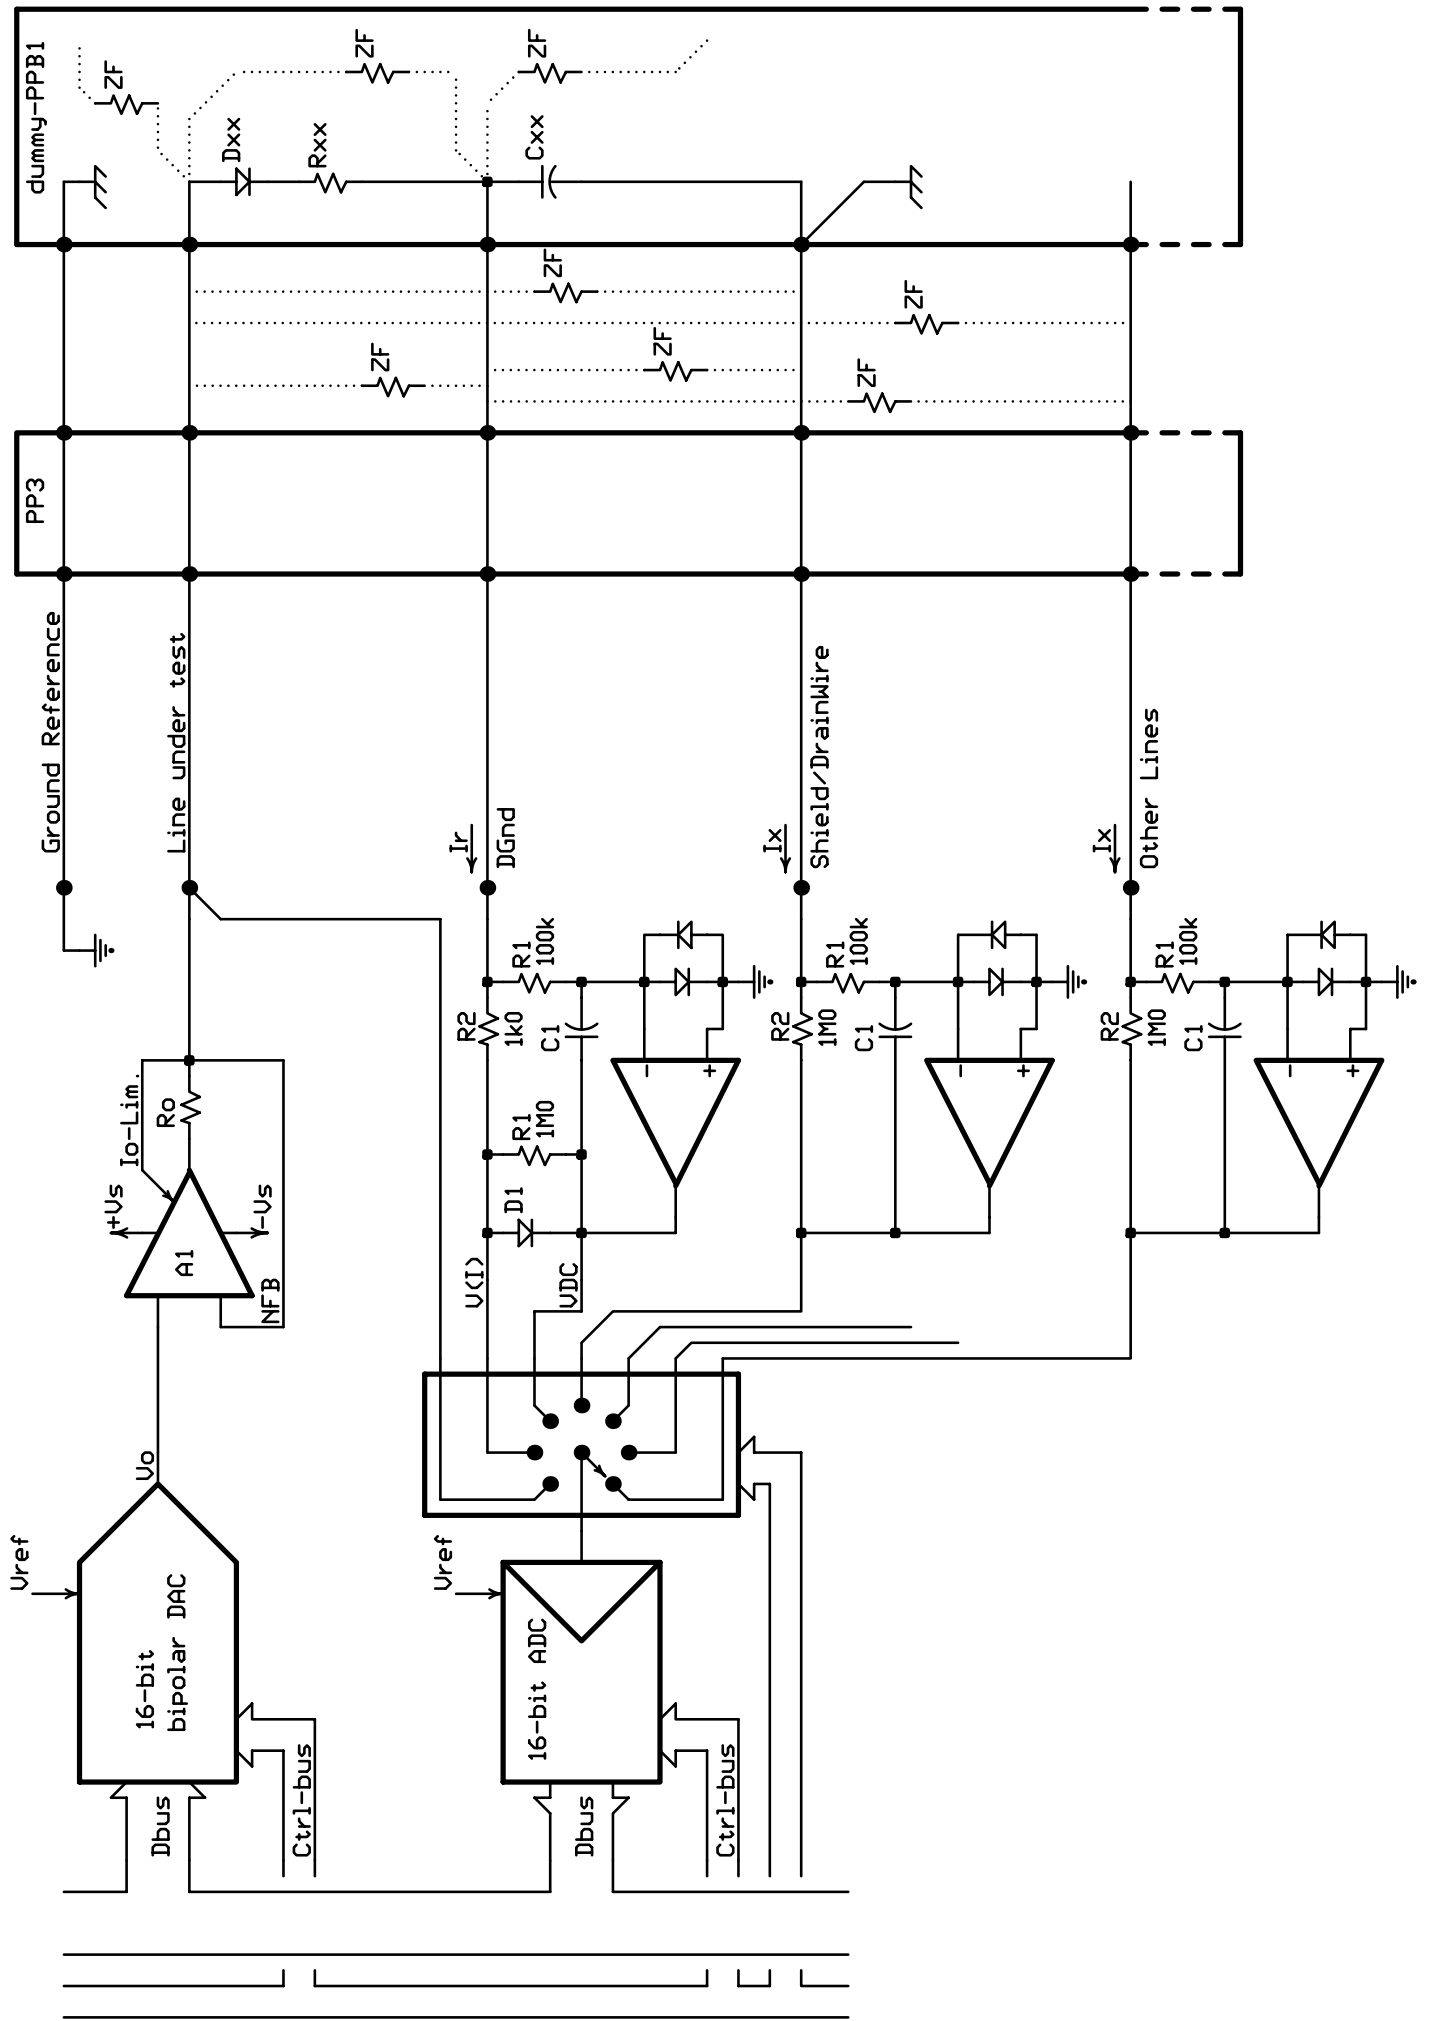 dummy-PPB1
ZF
ZF
ZF
Dxx
Rxx
Cxx
ZF
ZF
ZF
ZF
ZF
PP3
Ground Reference
Line under test
Shield/DrainWire
Other Lines
Ir
DGnd
Ix
Ix
R1
100k
R1
100k
R1
100k
R2
1k0
C1
R2
1M0
C1
R2
1M0
C1
-
+
-
+
-
+
Io-Lim.
Ro
R1
1M0
+Vs
-Vs
D1
A1
NFB
V(I)
VDC
Vo
Vref
Vref
16-bit
bipolar DAC
16-bit ADC
Dbus
Ctrl-bus
Dbus
Ctrl-bus